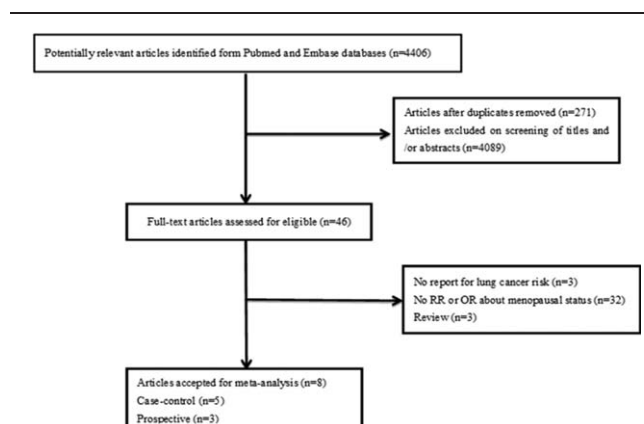 Potentially relevant articles identified form Pubmed and Embase databases (n=4406)
Articles after duplicates removed (n=271)
Articles excluded on screening of titles and
/or abstracts (n=4089)
Full-text articles assessed for eligible (n=46)
No report for lung cancer risk (n=3)
No RR or OR about menopausal status (n=32)
Review (n=3)
Articles accepted for meta-analysis (n=8)
Case-control (n=5)
Prospective (n=3)